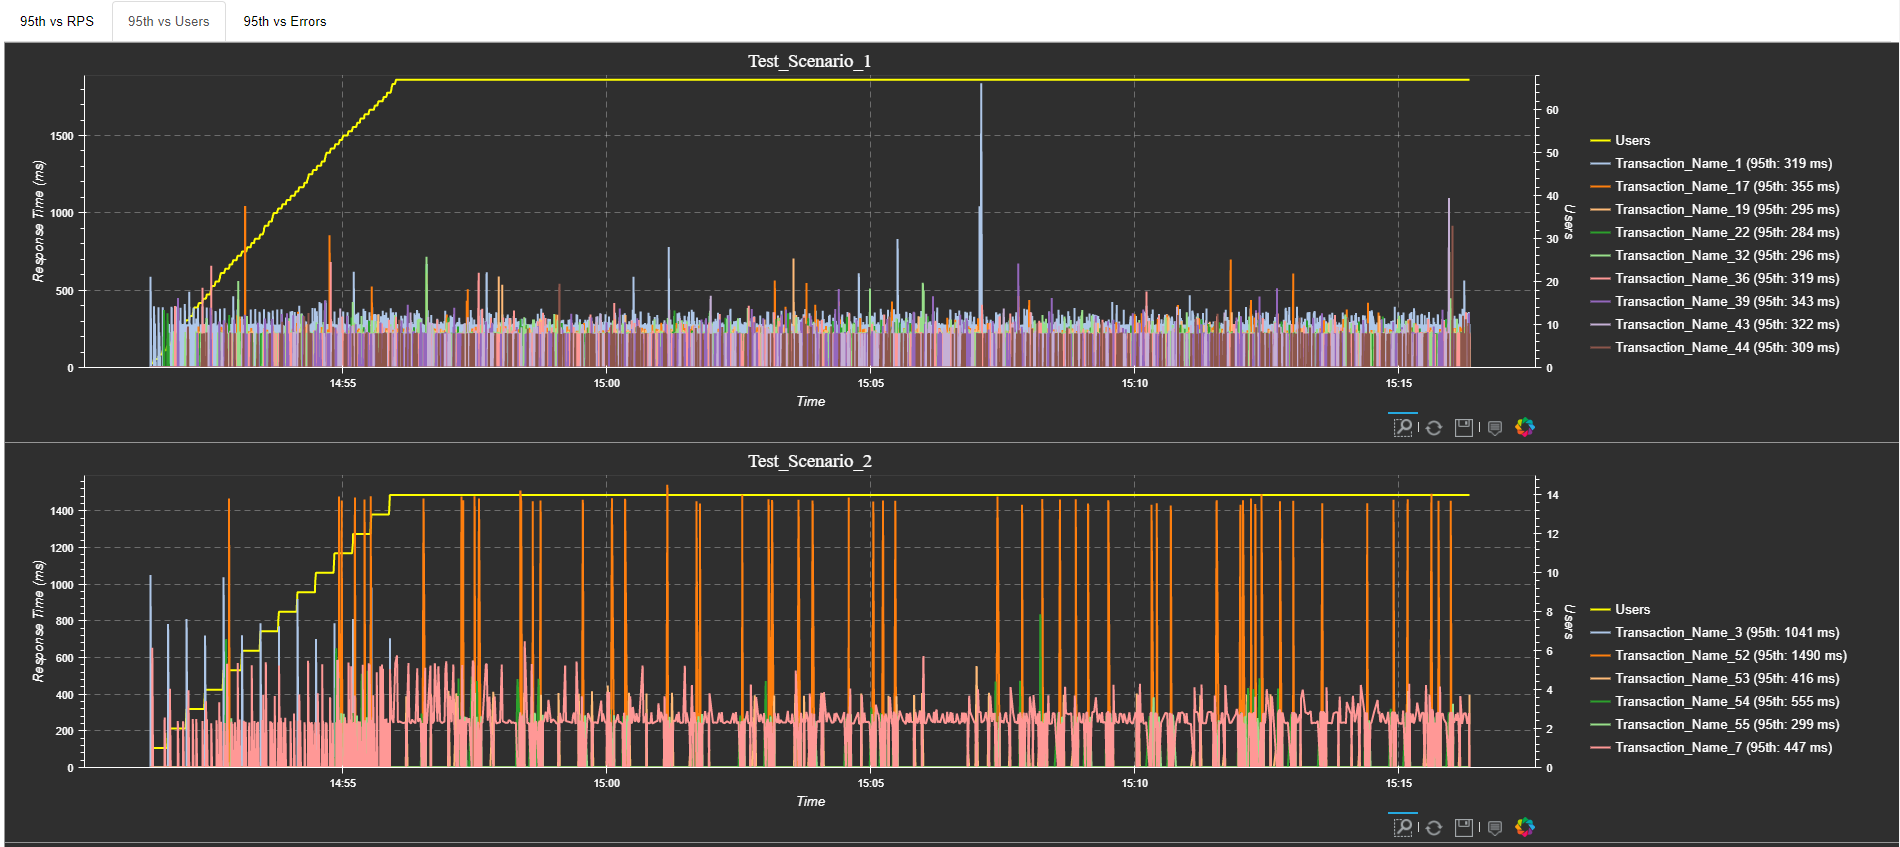 95th vs RPS
95th vs Users
95th vs Errors
Test_Scenario_1
Response Time (ms)
1500
1000
500
0
14:55
15:00
15:05
15:10
15:15
Time
60
50
40
30
20
10
0
Users
Users
Transaction_Name_1 (95th: 319 ms)
Transaction_Name_17 (95th: 355 ms)
Transaction_Name_19 (95th: 295 ms)
Transaction_Name_22 (95th: 284 ms)
Transaction_Name_32 (95th: 296 ms)
Transaction_Name_36 (95th: 319 ms)
Transaction_Name_39 (95th: 343 ms)
Transaction_Name_43 (95th: 322 ms)
Transaction_Name_44 (95th: 309 ms)
Test_Scenario_2
Response Time (ms)
1400
1200
1000
800
600
400
200
0
14:55
15:00
15:05
15:10
15:15
Time
14
12
10
8
6
4
2
0
Users
Users
Transaction_Name_3 (95th: 1041 ms)
Transaction_Name_52 (95th: 1490 ms)
Transaction_Name_53 (95th: 416 ms)
Transaction_Name_54 (95th: 555 ms)
Transaction_Name_55 (95th: 299 ms)
Transaction_Name_7 (95th: 447 ms)